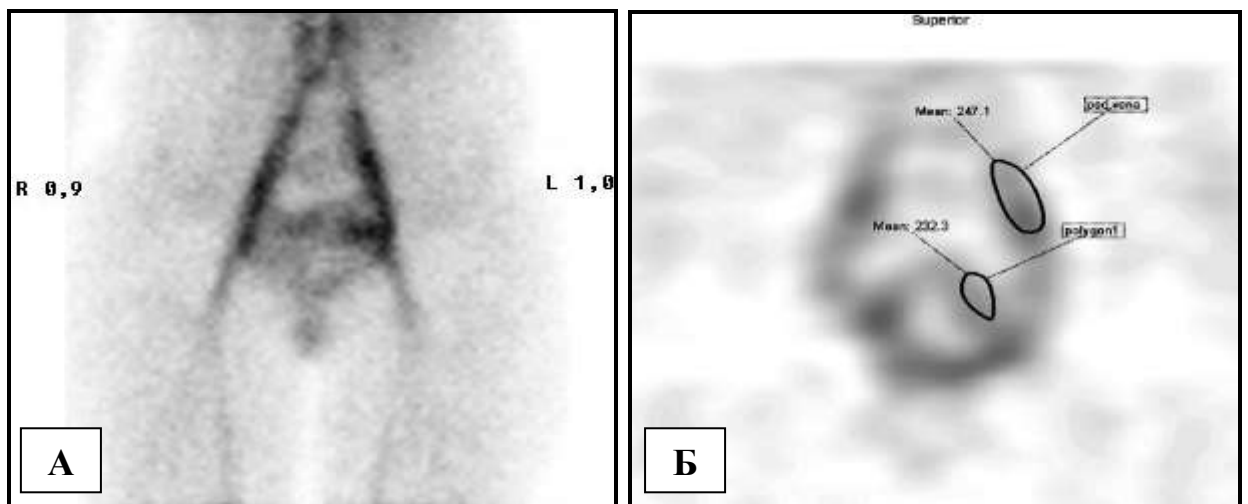 R 0,9
L 1,0
А
Superior
Mean: 247.1
Mean: 232.3
polygon1
Б